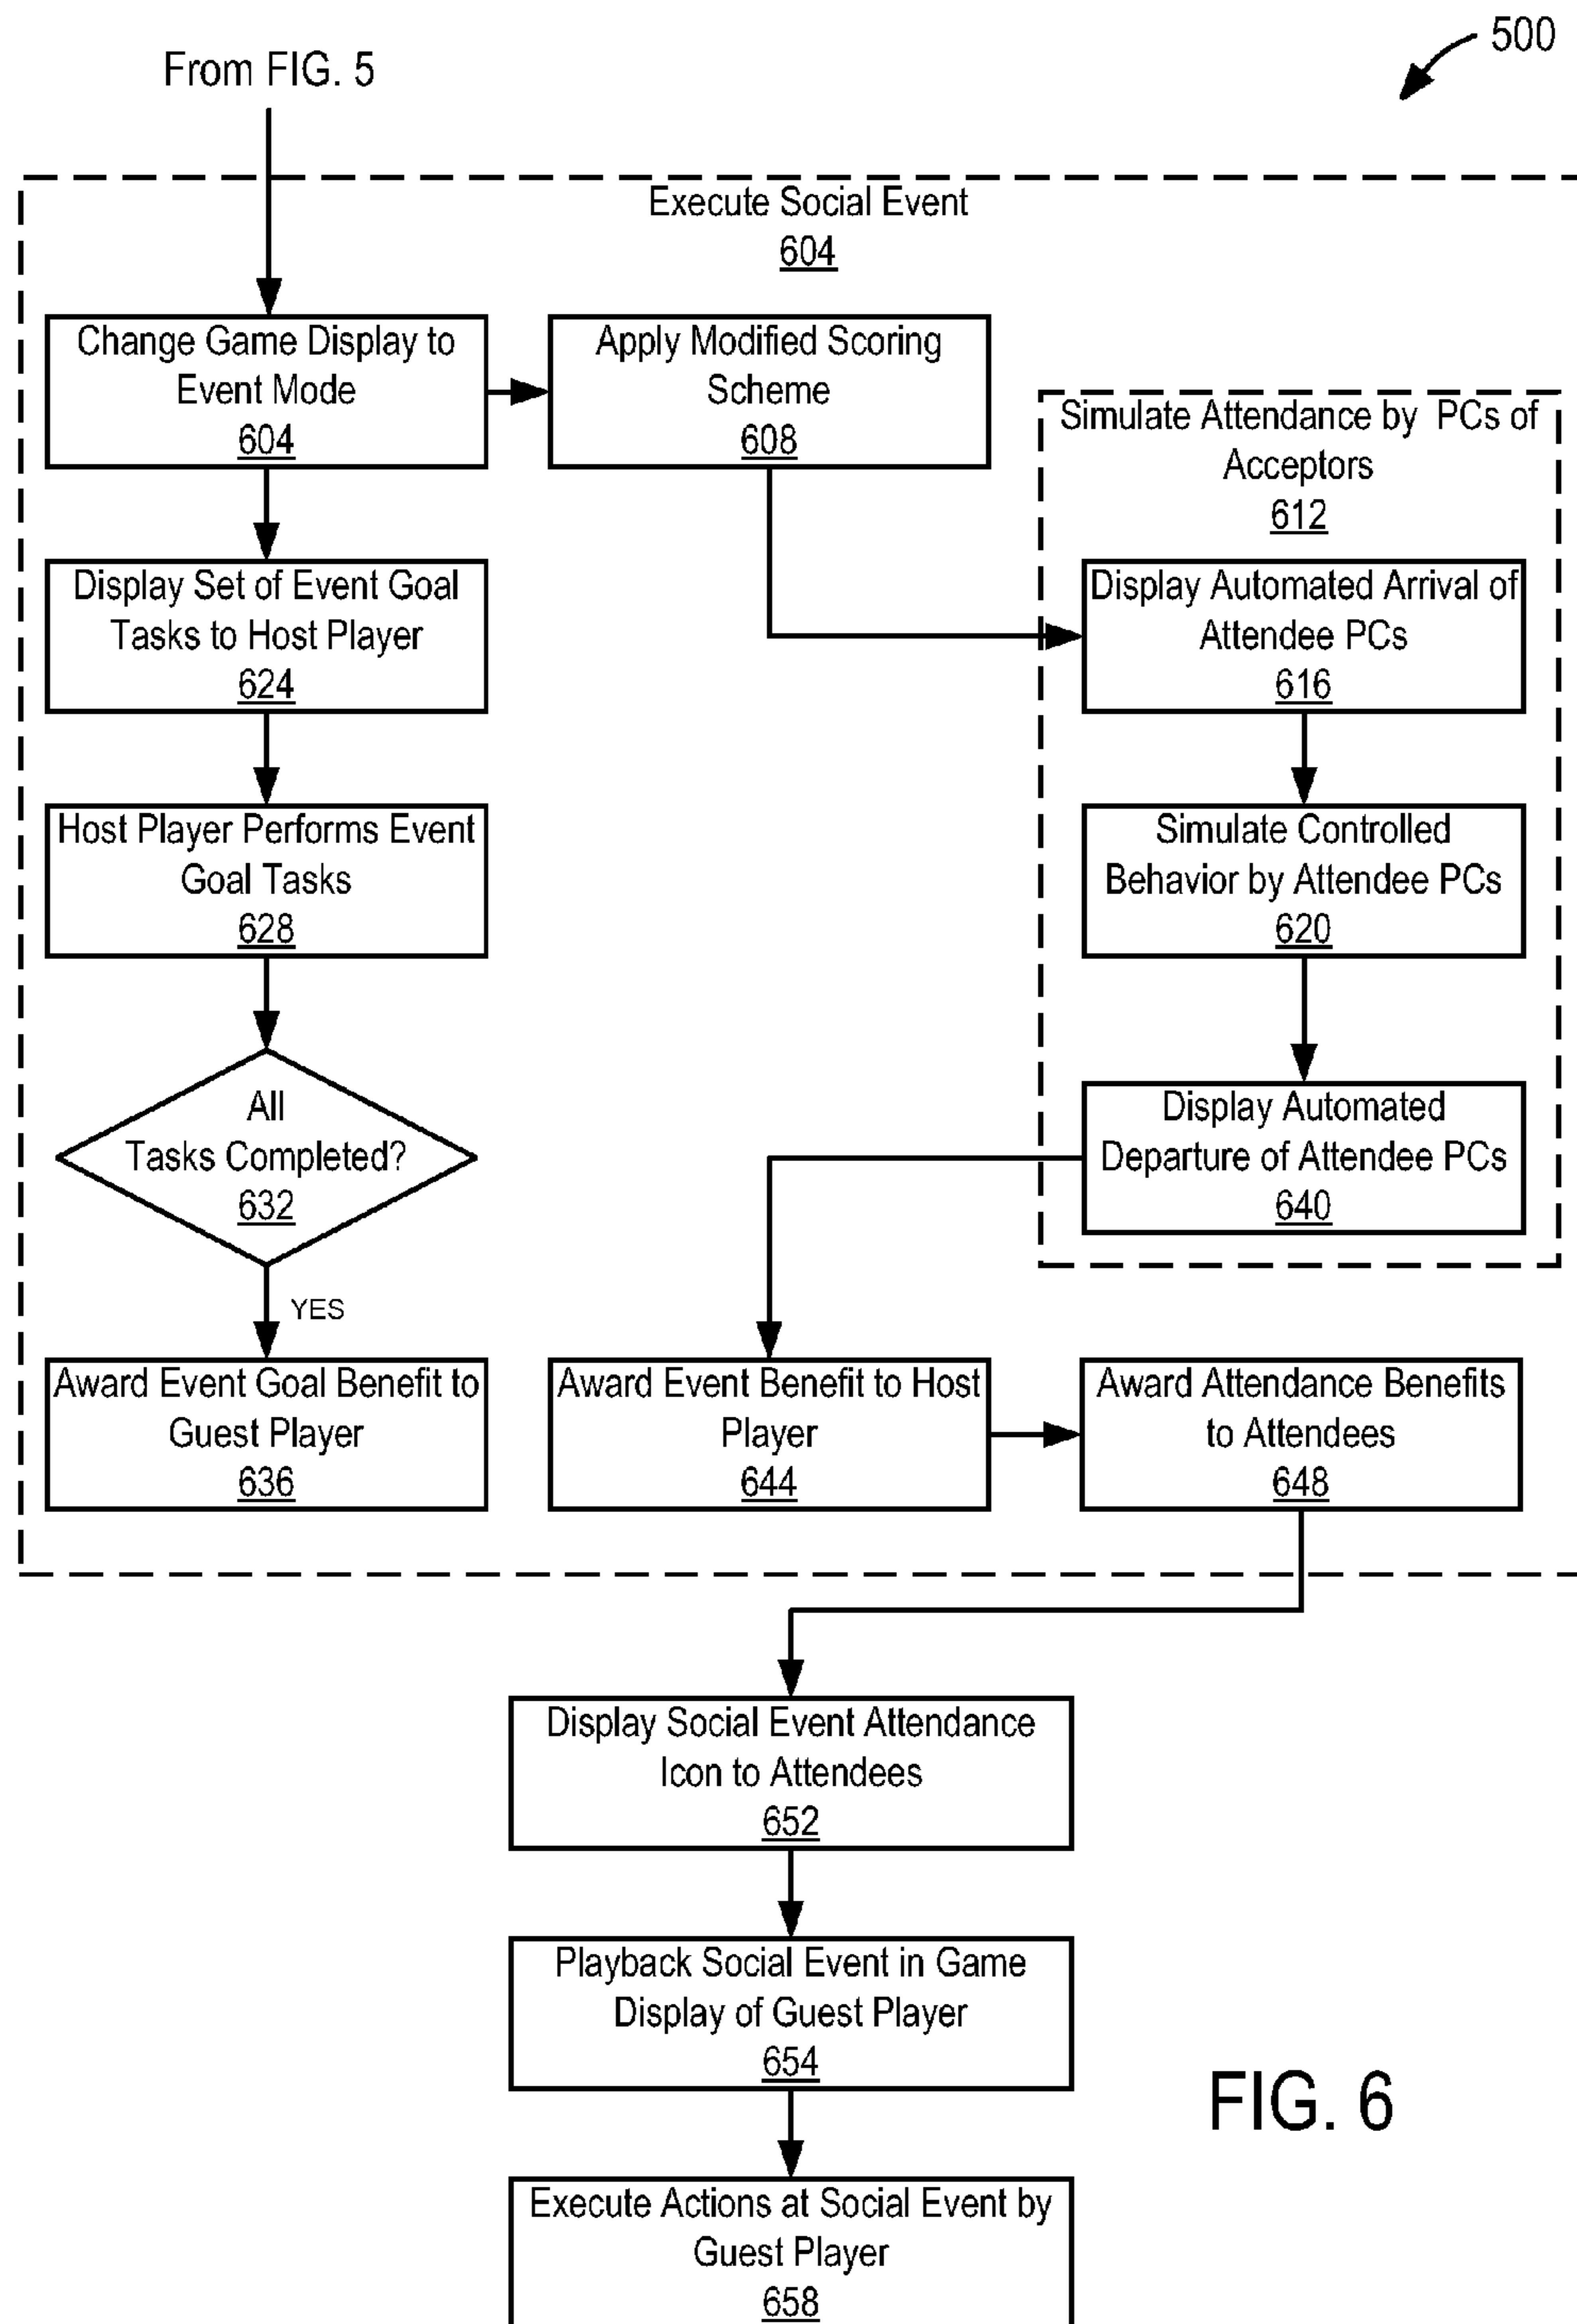 500
From FIG. 5
Execute Social Event
604
Change Game Display to
Event Mode
604
Apply Modified Scoring
Scheme
608
Simulate Attendance by PCs of
Acceptors
612
Display Set of Event Goal
Tasks to Host Player
624
Display Automated Arrival of
Attendee PCs
616
Host Player Performs Event
Goal Tasks
628
Simulate Controlled
Behavior by Attendee PCs
620
All
Tasks Completed?
632
Display Automated
Departure of Attendee PCs
640
YES
Award Event Goal Benefit to
Guest Player
636
Award Event Benefit to Host
Player
644
Award Attendance Benefits
to Attendees
648
Display Social Event Attendance
Icon to Attendees
652
Playback Social Event in Game
Display of Guest Player
654
Execute Actions at Social Event by
Guest Player
658
FIG. 6